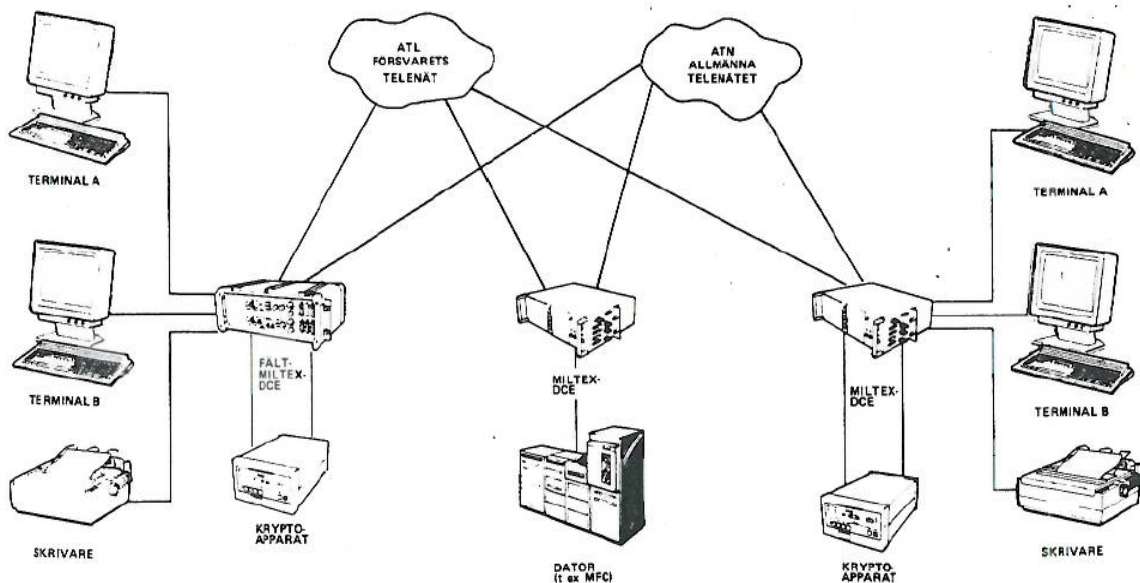 ATL
FÖRSVARETS
TELENÄT
ATN
ALLMÄNNA
TELENÄTET
TERMINAL A
TERMINAL A
TERMINAL B
FÄLT-
MILTEX-
DCE
MILTEX-
DCE
MILTEX-
DCE
TERMINAL B
SKRIVARE
KRYPTO-
APPARAT
DATOR
(t ex MFC)
KRYPTO-
APPARAT
SKRIVARE